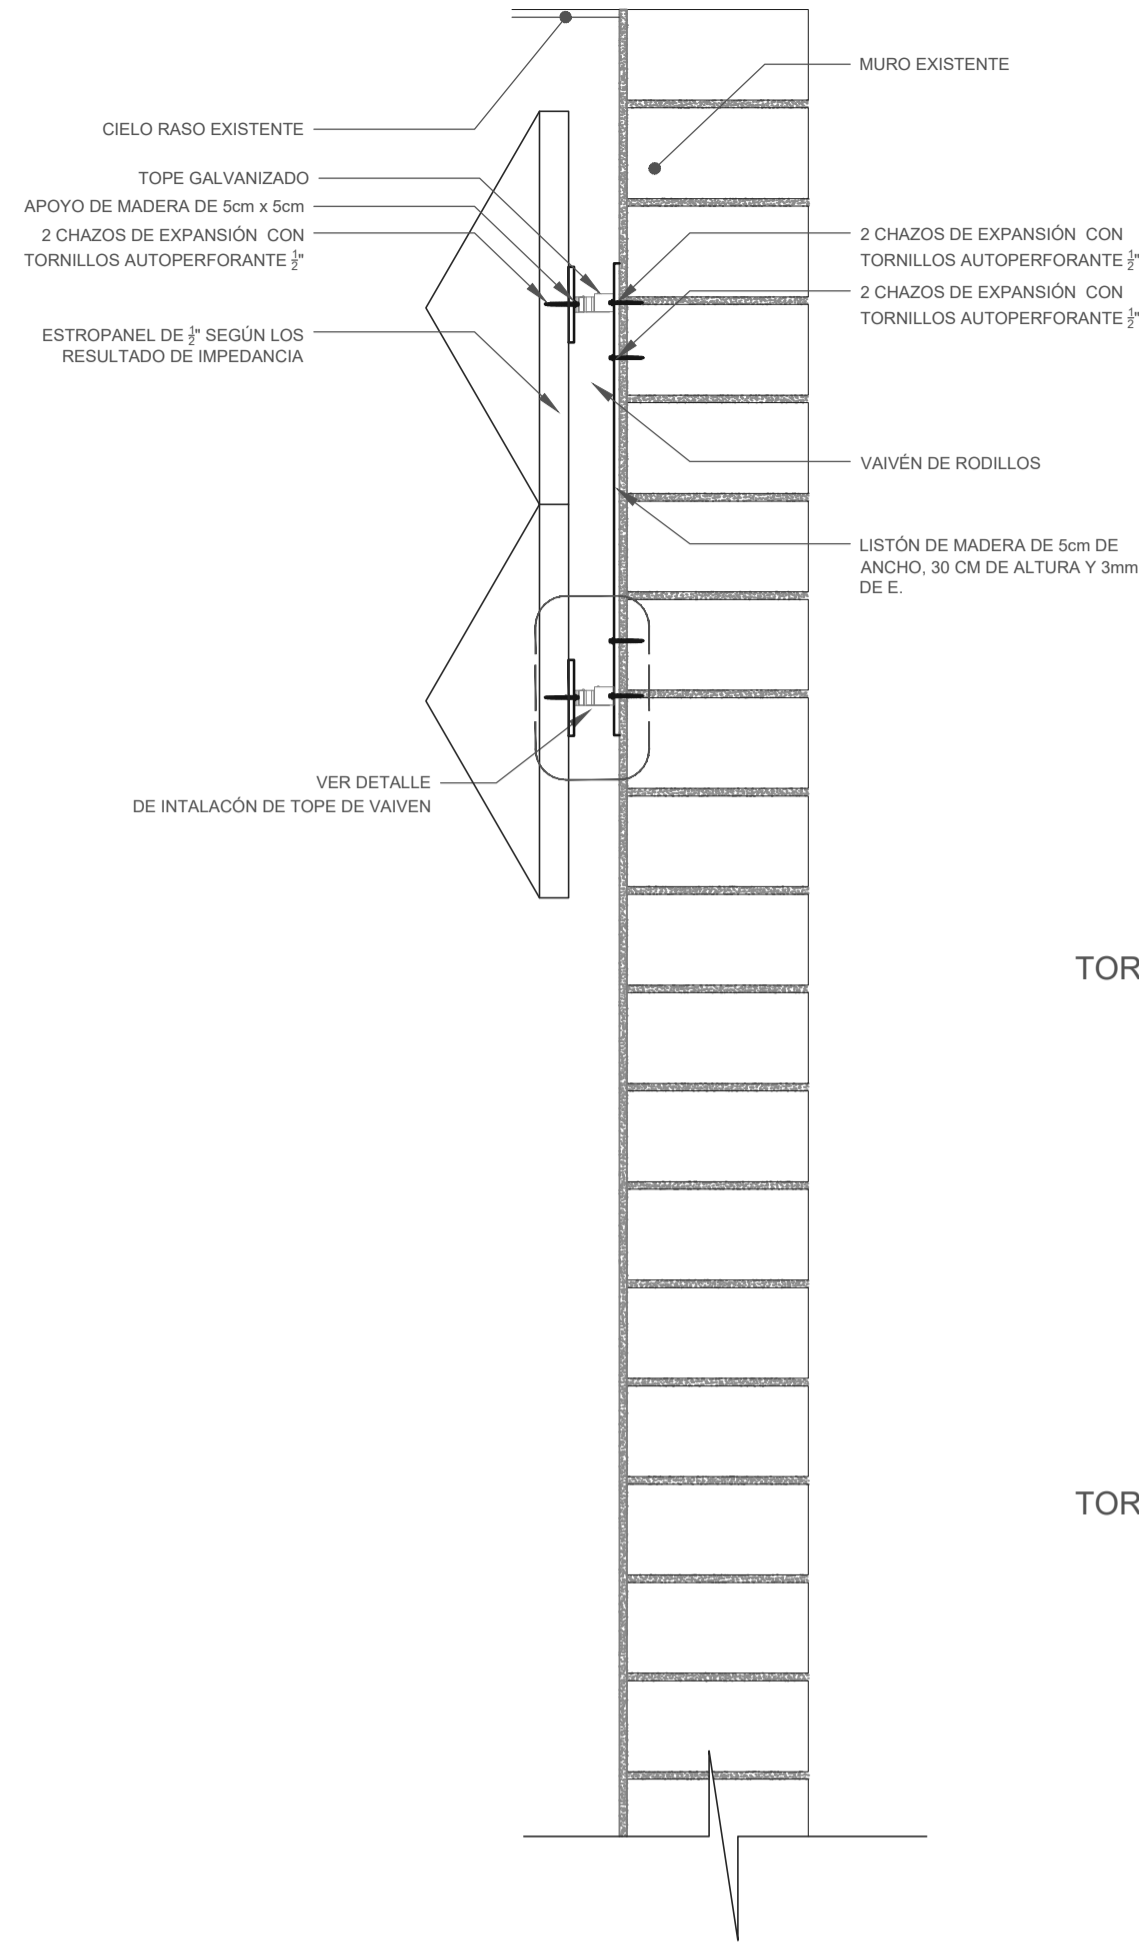 MURO EXISTENTE
CIELO RASO EXISTENTE
TOPE GALVANIZADO
APOYO DE MADERA DE 5cm x 5cm
2 CHAZOS DE EXPANSIÓN CON
TORNILLOS AUTOPERFORANTE 1/2"
ESTROPANEL DE 1/2" SEGÚN LOS
RESULTADO DE IMPEDANCIA
2 CHAZOS DE EXPANSIÓN CON
TORNILLOS AUTOPERFORANTE 1/2"
2 CHAZOS DE EXPANSIÓN CON
TORNILLOS AUTOPERFORANTE 1/2"
VAIVÉN DE RODILLOS
LISTÓN DE MADERA DE 5cm DE
ANCHO, 30 CM DE ALTURA Y 3mm
DE E.
VER DETALLE
DE INTALACÓN DE TOPE DE VAIVEN
TOR
TOR